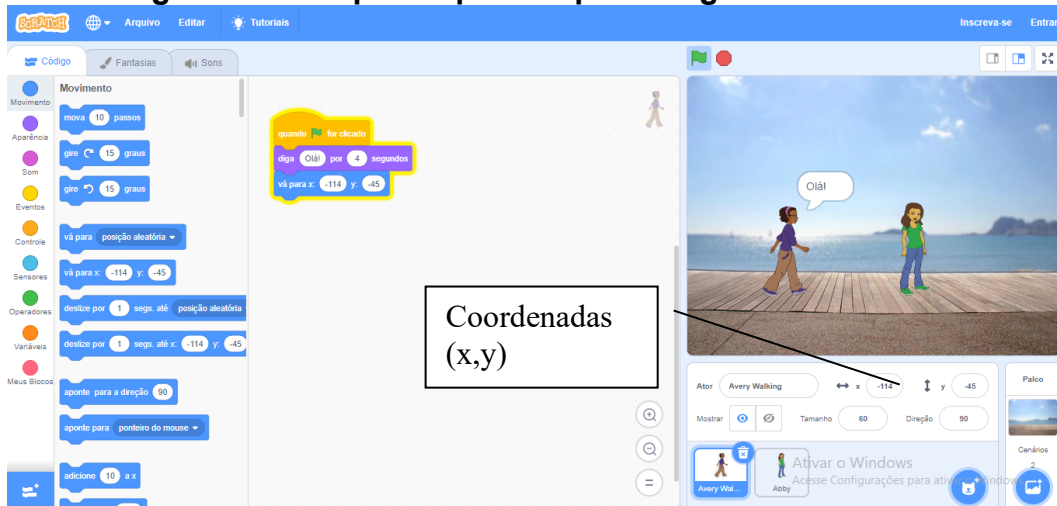 SCRATCH Arquivo Editar Tutoriais Inscreva-se Entrar
Código Fantasias Sons
Movimento
Aparência
Som
Eventos
Controle
Sensores
Operadores
Variáveis
Meus Blocos
Movimento
mova 10 passos
gire 15 graus
gire 15 graus
vá para posição aleatória
vá para x: -114 y: -45
deslize por 1 segs. até posição aleatória
deslize por 1 segs. até x: -114 y: -45
aponte para a direção 90
aponte para ponteiro do mouse
adicione 10 a x
quando for clicado
diga Olá! por 4 segundos
vá para x: -114 y: -45
Coordenadas
(x,y)
Olá!
Ator Avery Walking x -114 y -45
Mostrar Tamanho 60 Direção 90
Avery Wal...
Abby
Palco
Cenários
2
Ativar o Windows
Acesse Configurações para